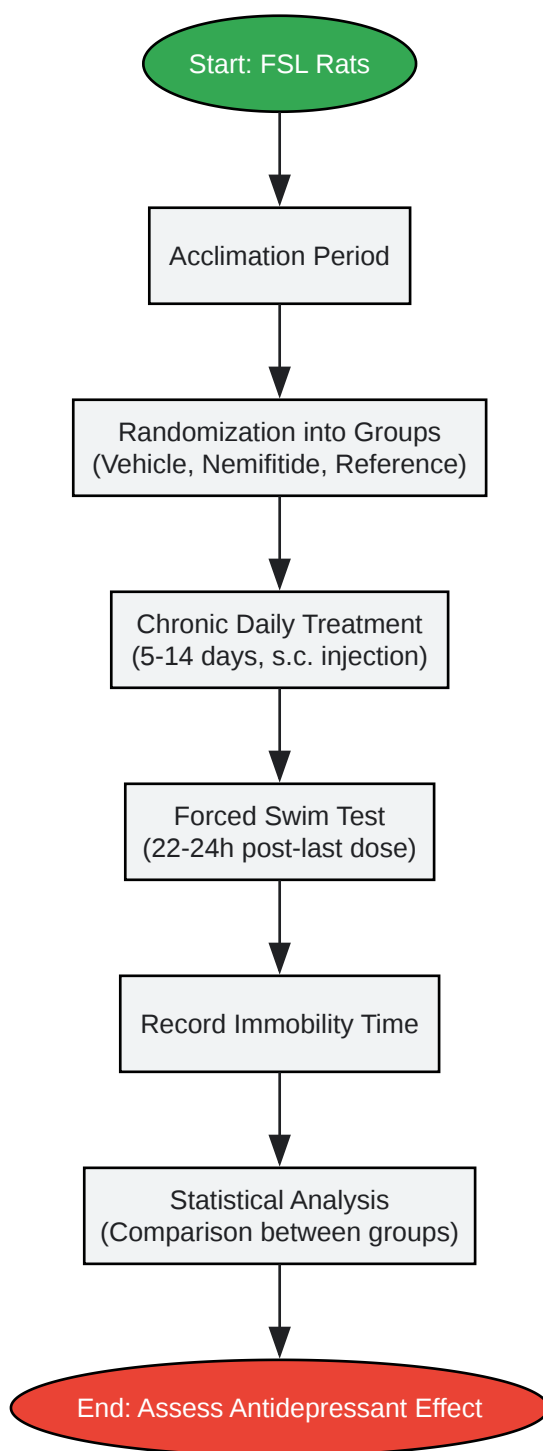 Start: FSL Rats
Acclimation Period
Randomization into Groups
(Vehicle, Nemifitide, Reference)
Chronic Daily Treatment
(5-14 days, s.c. injection)
Forced Swim Test
(22-24h post-last dose)
Record Immobility Time
Statistical Analysis
(Comparison between groups)
End: Assess Antidepressant Effect